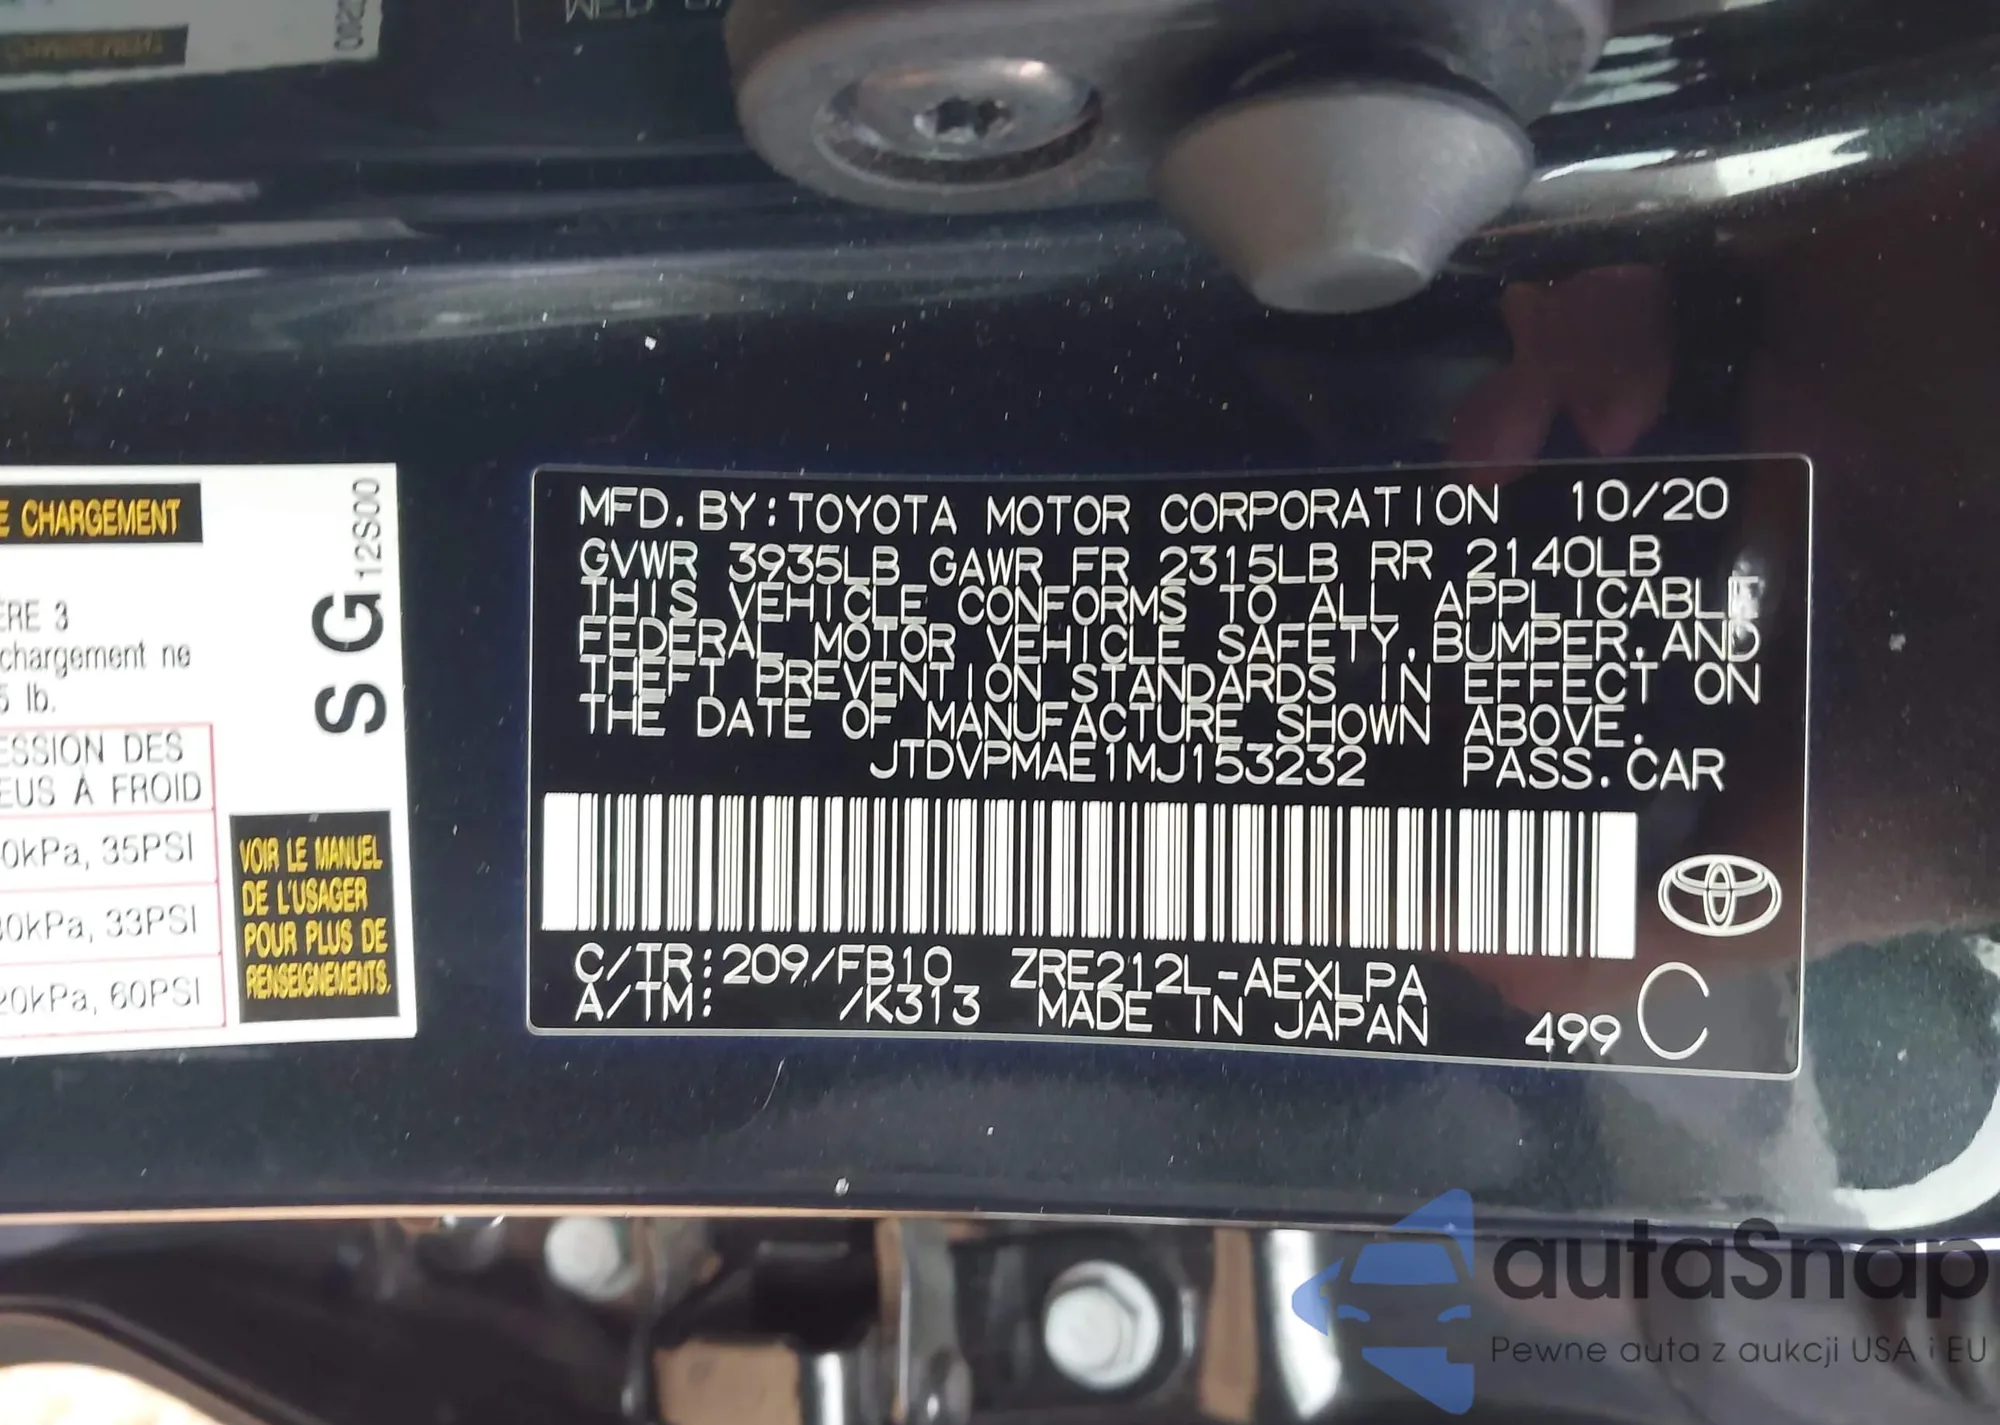 E CHARGEMENT
ÈRE 3
chargement ne
5 lb.
ESSION DES
EUS À FROID
0kPa, 35PSI
30kPa, 33PSI
20kPa, 60PSI
S G 12S00
VOIR LE MANUEL
DE L'USAGER
POUR PLUS DE
RENSEIGNEMENTS.
MFD. BY: TOYOTA MOTOR CORPORATION 10/20
GVWR 3935LB GAWR FR 2315LB RR 2140LB
THIS VEHICLE CONFORMS TO ALL APPLICABLE
FEDERAL MOTOR VEHICLE SAFETY, BUMPER, AND
THEFT PREVENTION STANDARDS IN EFFECT ON
THE DATE OF MANUFACTURE SHOWN ABOVE.
JTDVPMAE1MJ153232 PASS. CAR
C/TR: 209/FB10 ZRE212L-AEXLPA
A/TM: /K313 MADE IN JAPAN 499 C
autaSnap
Pewne auta z aukcji USA i EU